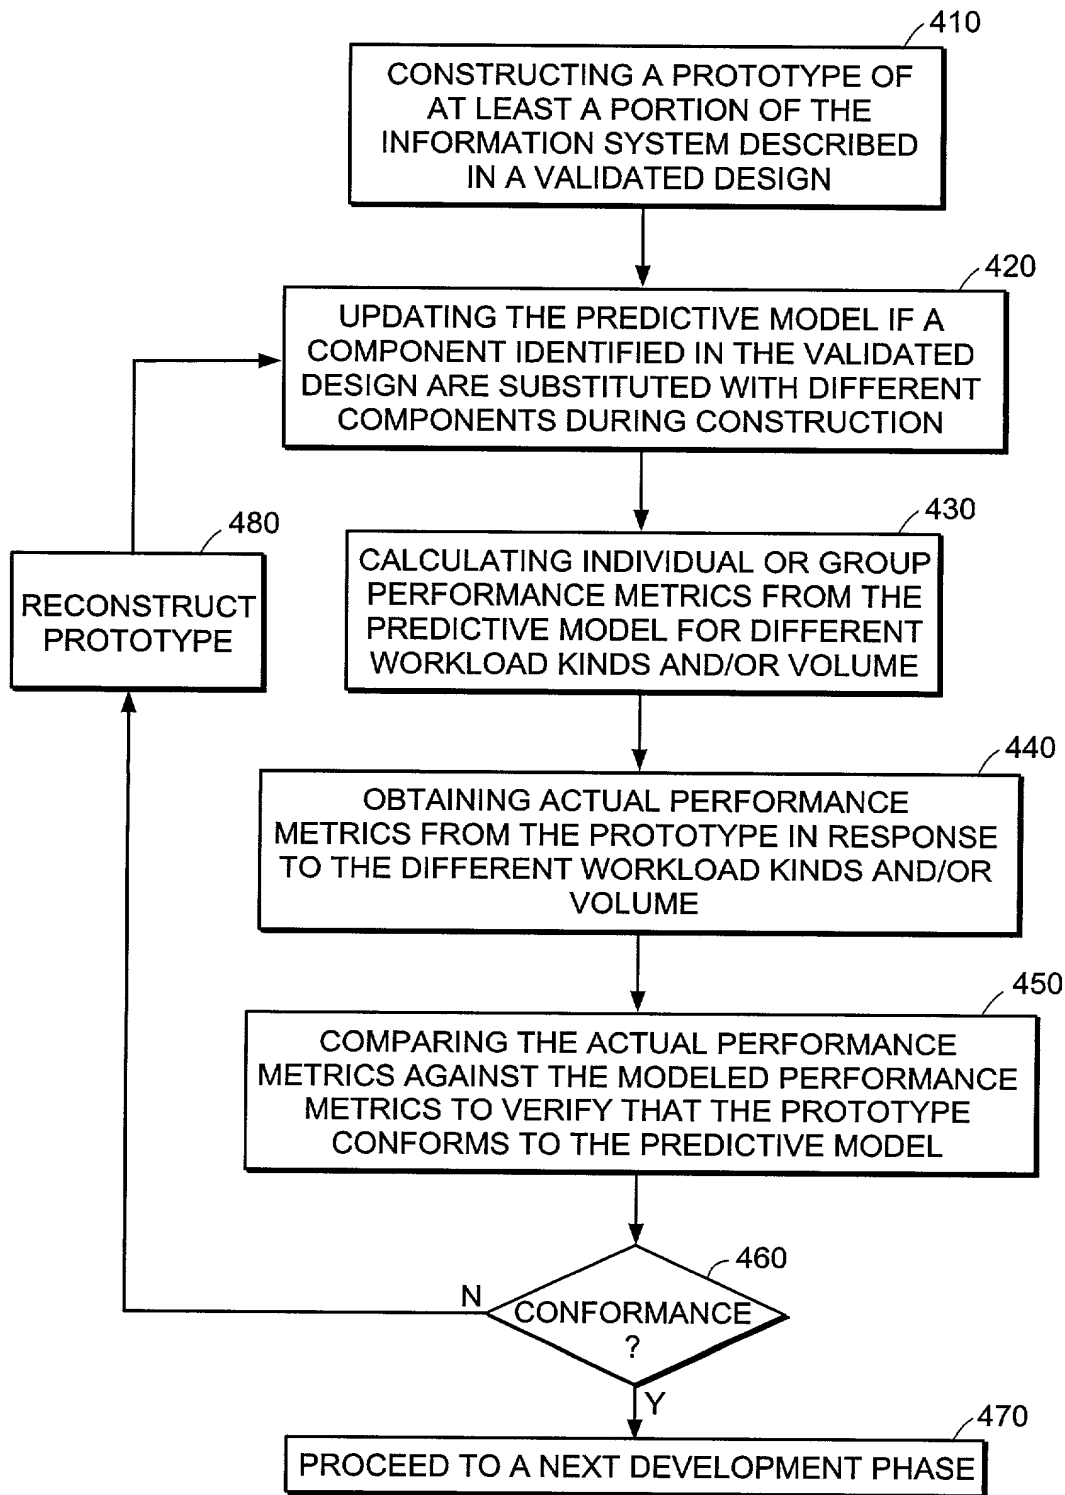 410
CONSTRUCTING A PROTOTYPE OF
AT LEAST A PORTION OF THE
INFORMATION SYSTEM DESCRIBED
IN A VALIDATED DESIGN
420
UPDATING THE PREDICTIVE MODEL IF A
COMPONENT IDENTIFIED IN THE VALIDATED
DESIGN ARE SUBSTITUTED WITH DIFFERENT
COMPONENTS DURING CONSTRUCTION
480
RECONSTRUCT
PROTOTYPE
430
CALCULATING INDIVIDUAL OR GROUP
PERFORMANCE METRICS FROM THE
PREDICTIVE MODEL FOR DIFFERENT
WORKLOAD KINDS AND/OR VOLUME
440
OBTAINING ACTUAL PERFORMANCE
METRICS FROM THE PROTOTYPE IN RESPONSE
TO THE DIFFERENT WORKLOAD KINDS AND/OR
VOLUME
450
COMPARING THE ACTUAL PERFORMANCE
METRICS AGAINST THE MODELED PERFORMANCE
METRICS TO VERIFY THAT THE PROTOTYPE
CONFORMS TO THE PREDICTIVE MODEL
460
N
CONFORMANCE
?
Y
470
PROCEED TO A NEXT DEVELOPMENT PHASE